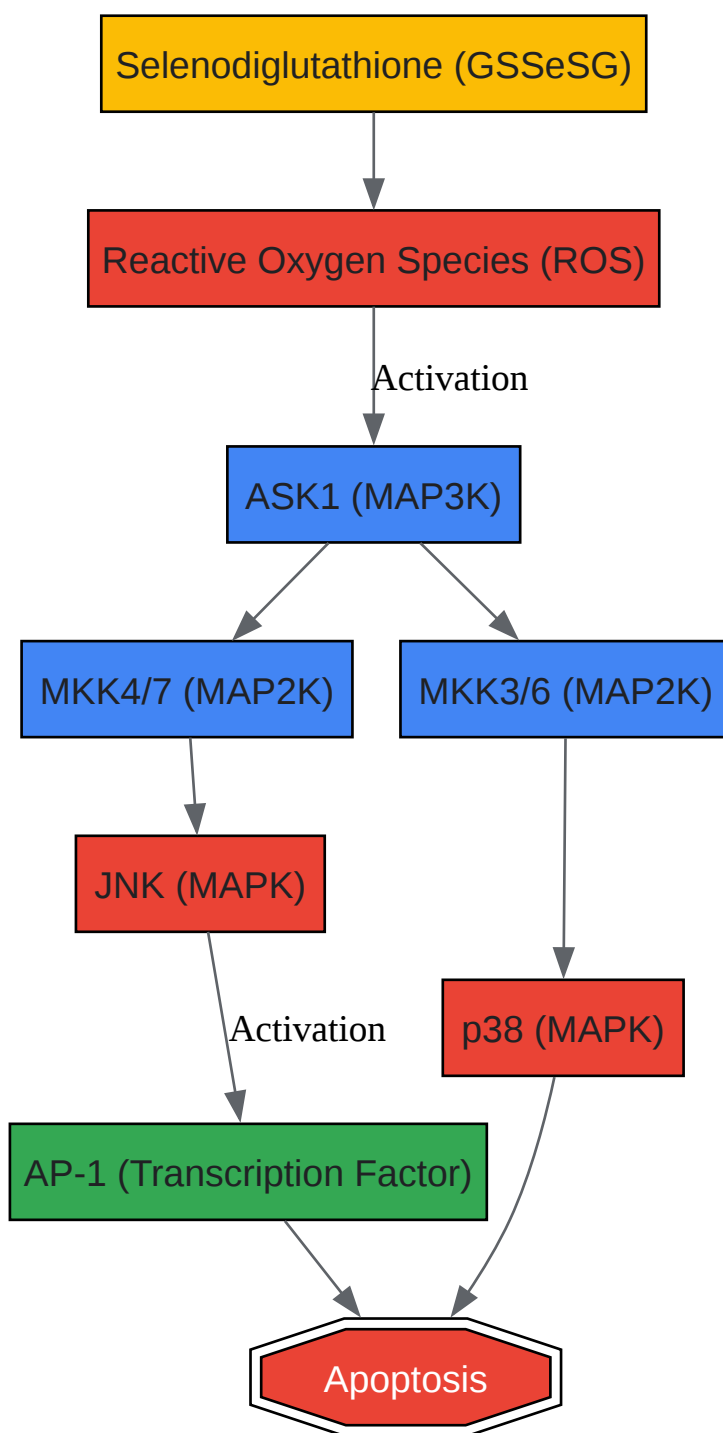 Selenodiglutathione (GSSeSG)
Reactive Oxygen Species (ROS)
Activation
ASK1 (MAP3K)
MKK4/7 (MAP2K)
MKK3/6 (MAP2K)
JNK (MAPK)
Activation
p38 (MAPK)
AP-1 (Transcription Factor)
Apoptosis